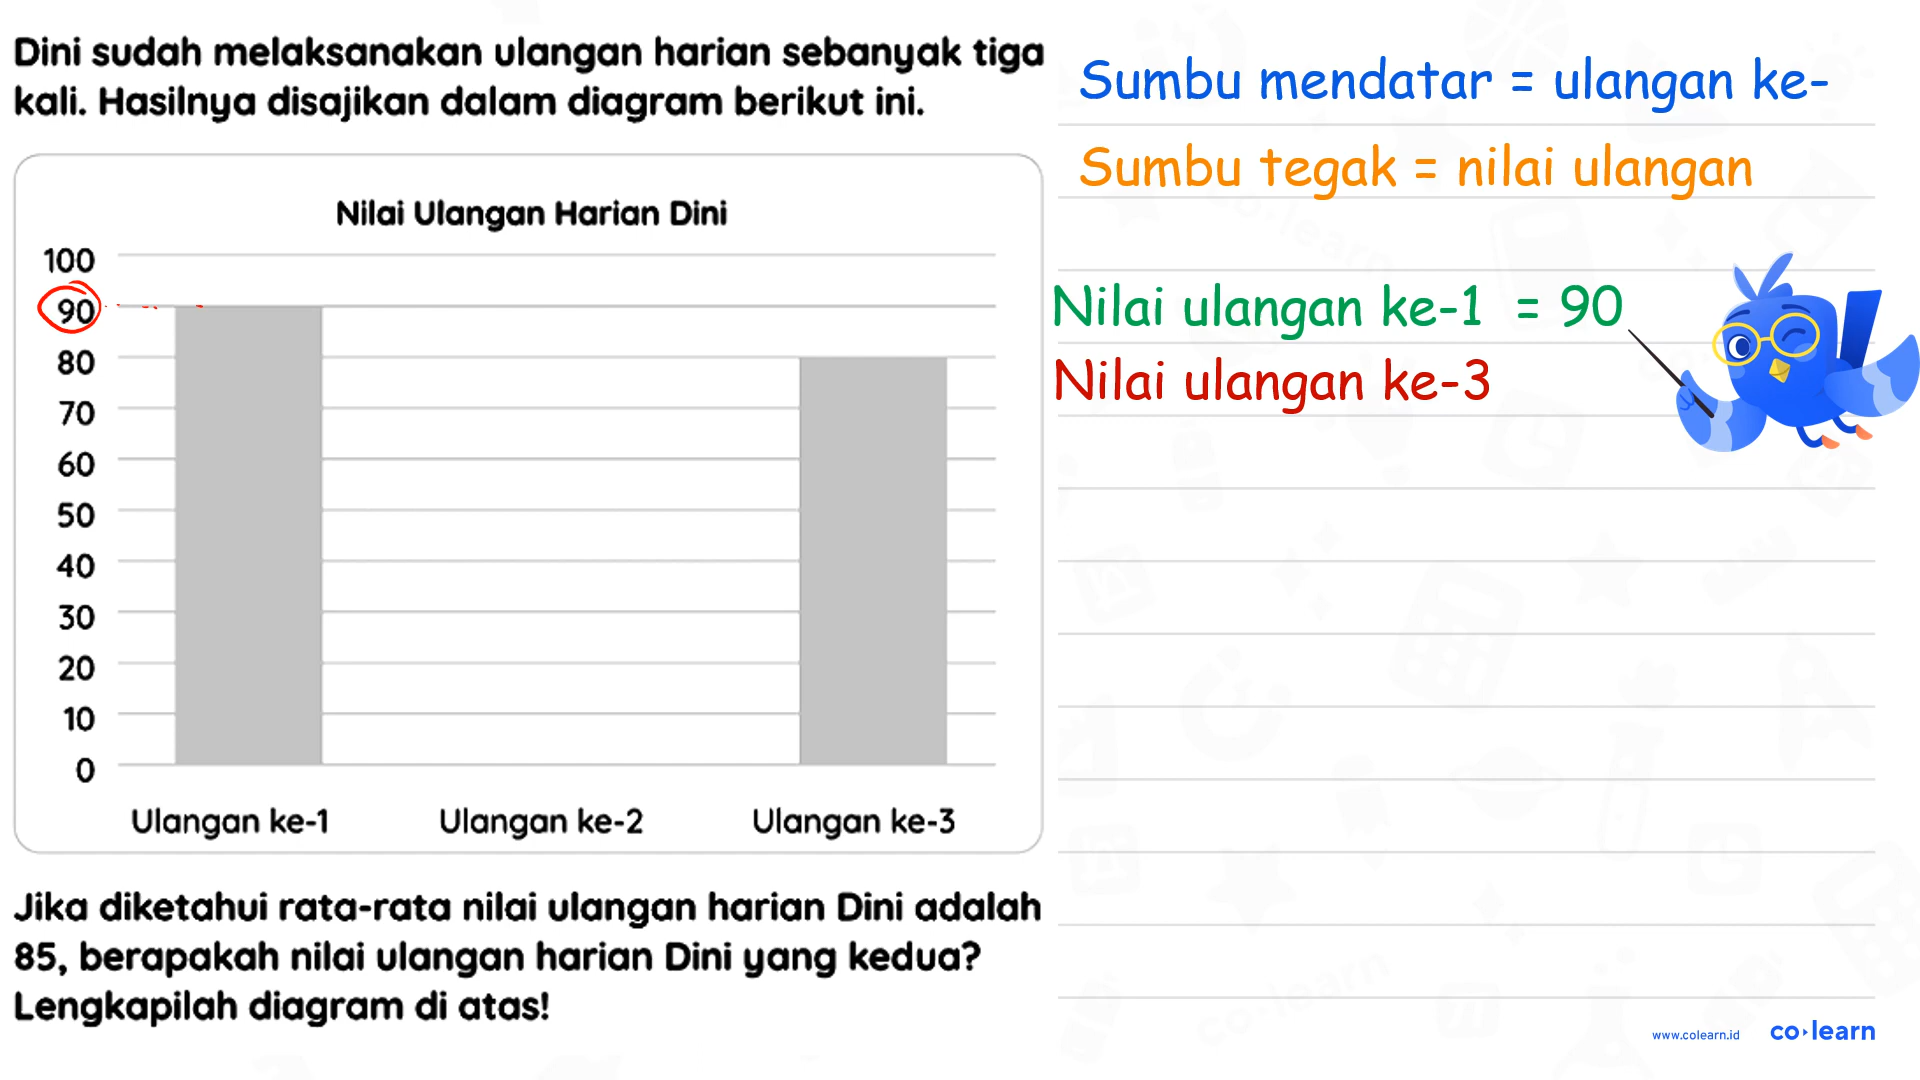 Dini sudah melaksanakan ulangan harian sebanyak tiga
kali. Hasilnya disajikan dalam diagram berikut ini.
Nilai Ulangan Harian Dini
100
90
80
70
60
50
40
30
20
10
0
Ulangan ke-1 Ulangan ke-2 Ulangan ke-3
Jika diketahui rata-rata nilai ulangan harian Dini adalah
85, berapakah nilai ulangan harian Dini yang kedua?
Lengkapilah diagram di atas!
Sumbu mendatar = ulangan ke-
Sumbu tegak = nilai ulangan
Nilai ulangan ke-1 = 90
Nilai ulangan ke-3
co·learn
co·learn
www.colearn.id co·learn